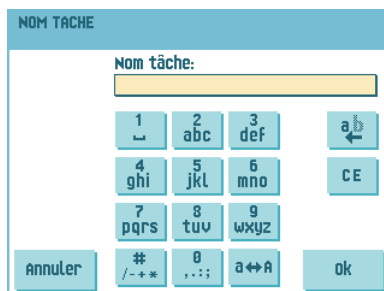 NOM TACHE
Nom tâche:
1 ⎵
2 abc
3 def
a b ←
4 ghi
5 jkl
6 mno
CE
7 pqrs
8 tuv
9 wxyz
Annuler
# /-+*
0 ,.:;
a↔A
Ok